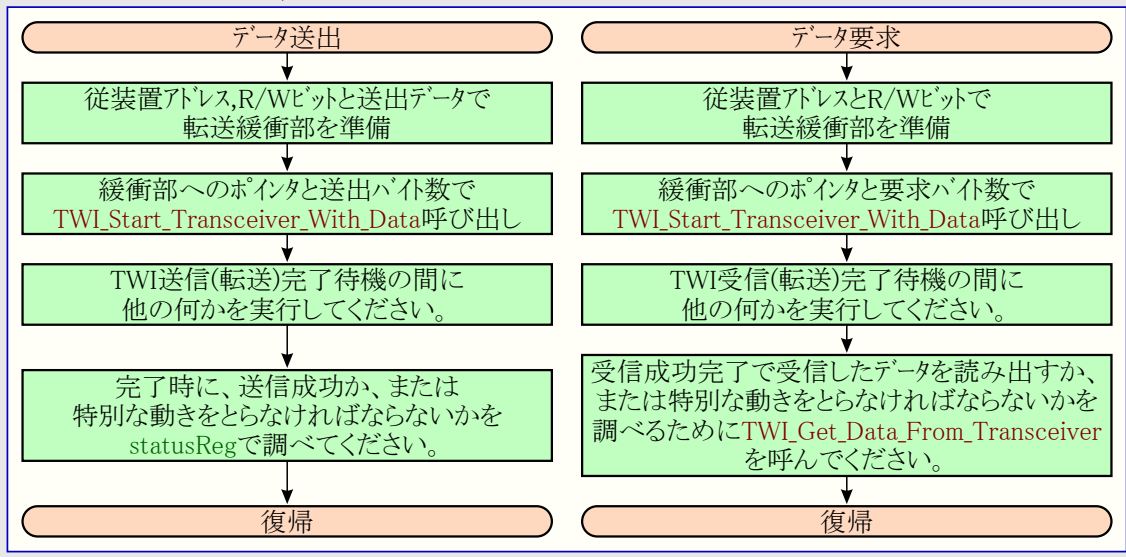 データ送出
従装置アドレス,R/Wビットと送出データで
転送緩衝部を準備
緩衝部へのポインタと送出バイト数で
TWI_Start_Transceiver_With_Data呼び出し
TWI送信(転送)完了待機の間に
他の何かを実行してください。
完了時に、送信成功か、または
特別な動きをとらなければならないかを
statusRegで調べてください。
復帰
データ要求
従装置アドレスとR/Wビットで
転送緩衝部を準備
緩衝部へのポインタと要求バイト数で
TWI_Start_Transceiver_With_Data呼び出し
TWI受信(転送)完了待機の間に
他の何かを実行してください。
受信成功完了で受信したデータを読み出すか、
または特別な動きをとらなければならないかを
調べるためにTWI_Get_Data_From_Transceiver
を呼んでください。
復帰